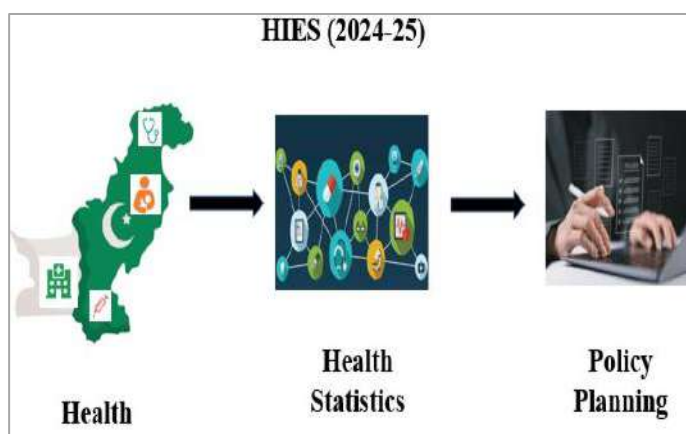 HIES (2024-25)
Health
Health
Statistics
Policy
Planning